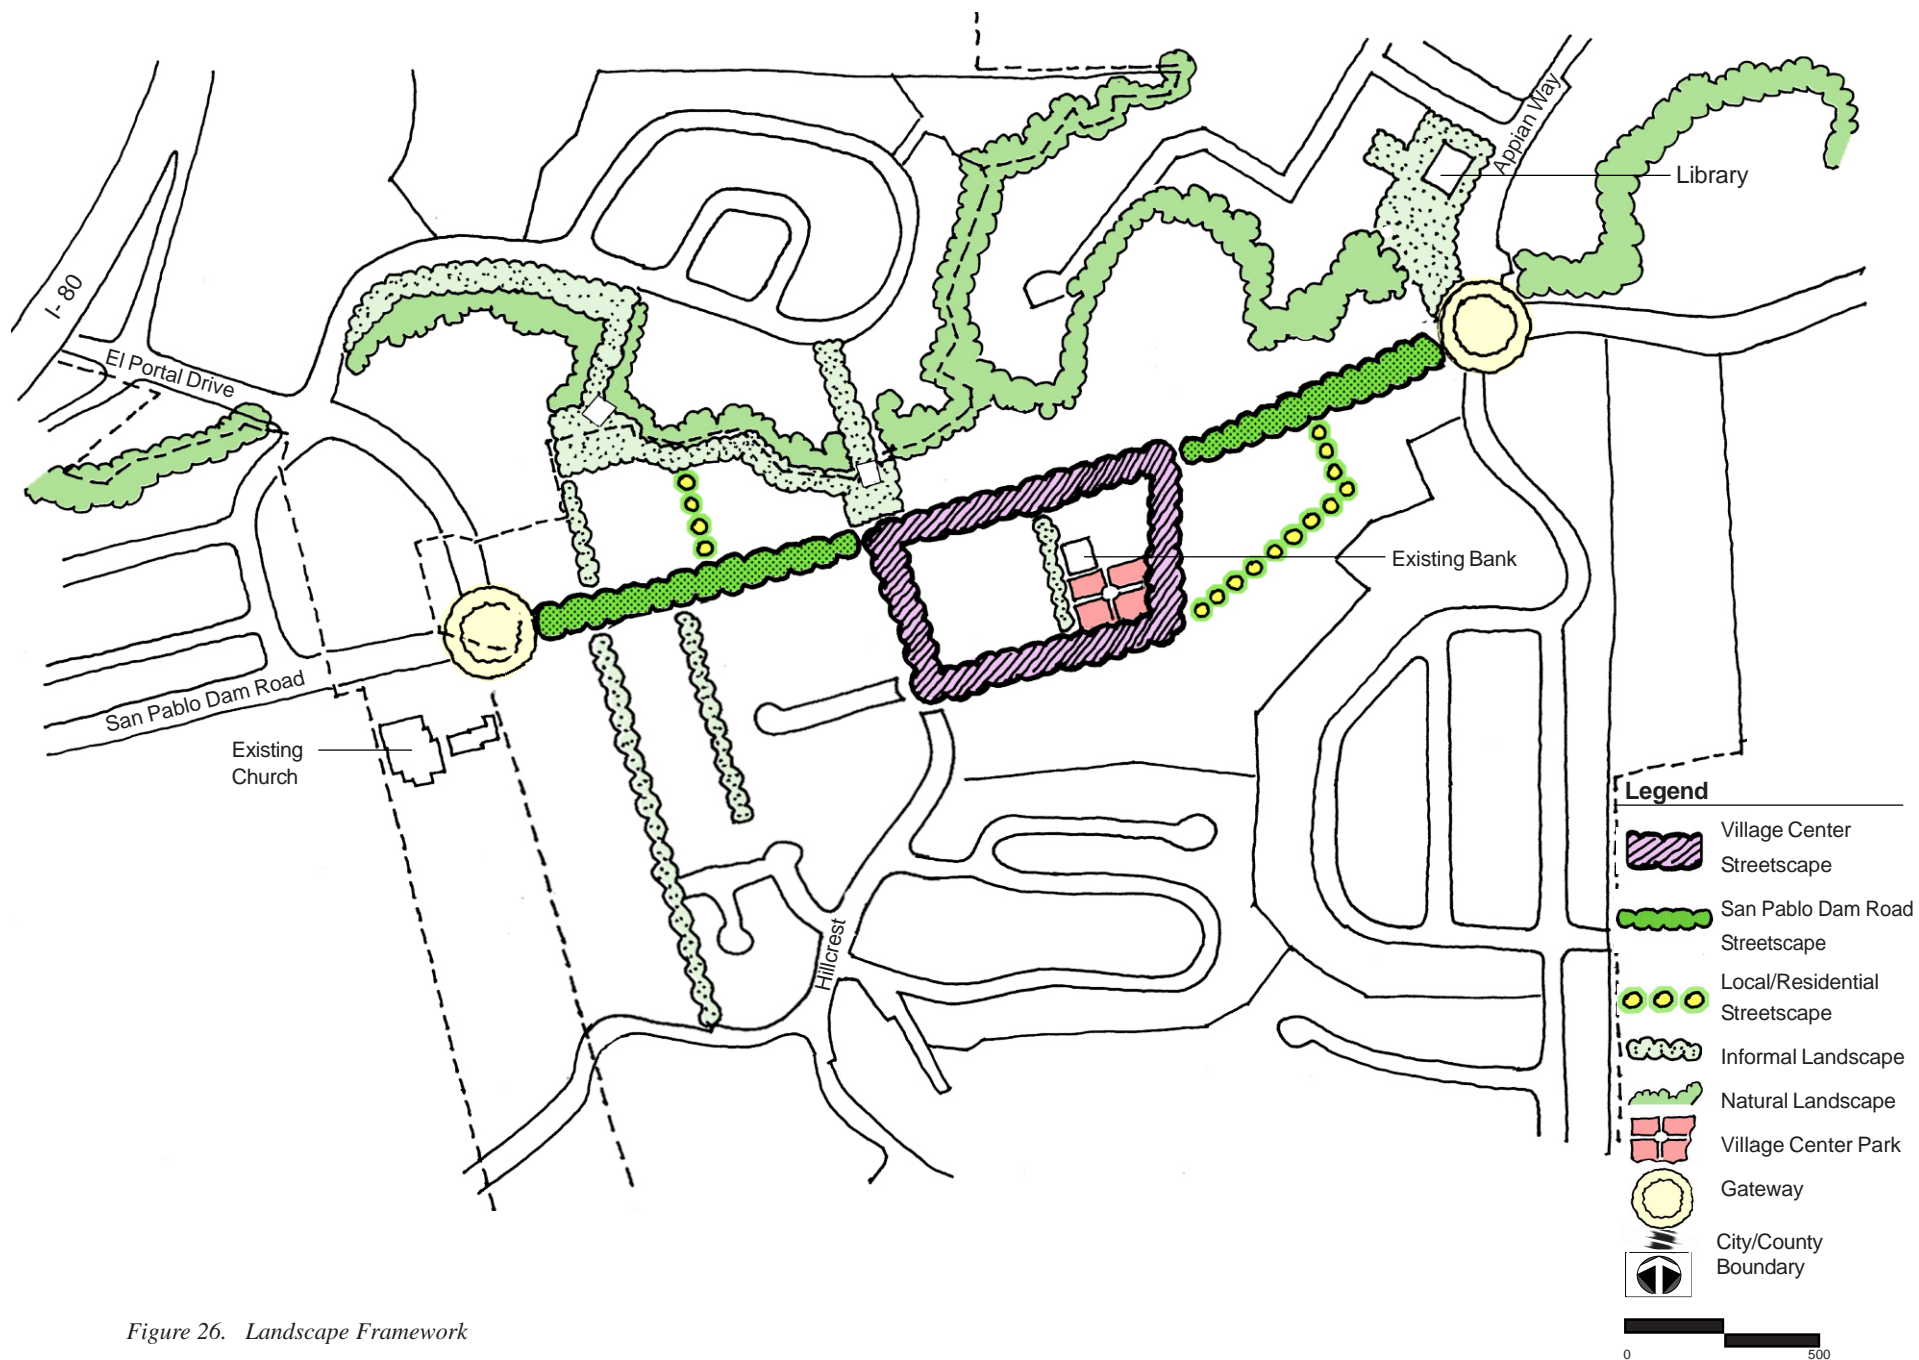 Appian Way
Library
I- 80
El Portal Drive
Existing Bank
San Pablo Dam Road
Existing
Church
Hillcrest
Legend
Village Center
Streetscape
San Pablo Dam Road
Streetscape
Local/Residential
Streetscape
Informal Landscape
Natural Landscape
Village Center Park
Gateway
City/County
Boundary
0 500
Figure 26. Landscape Framework